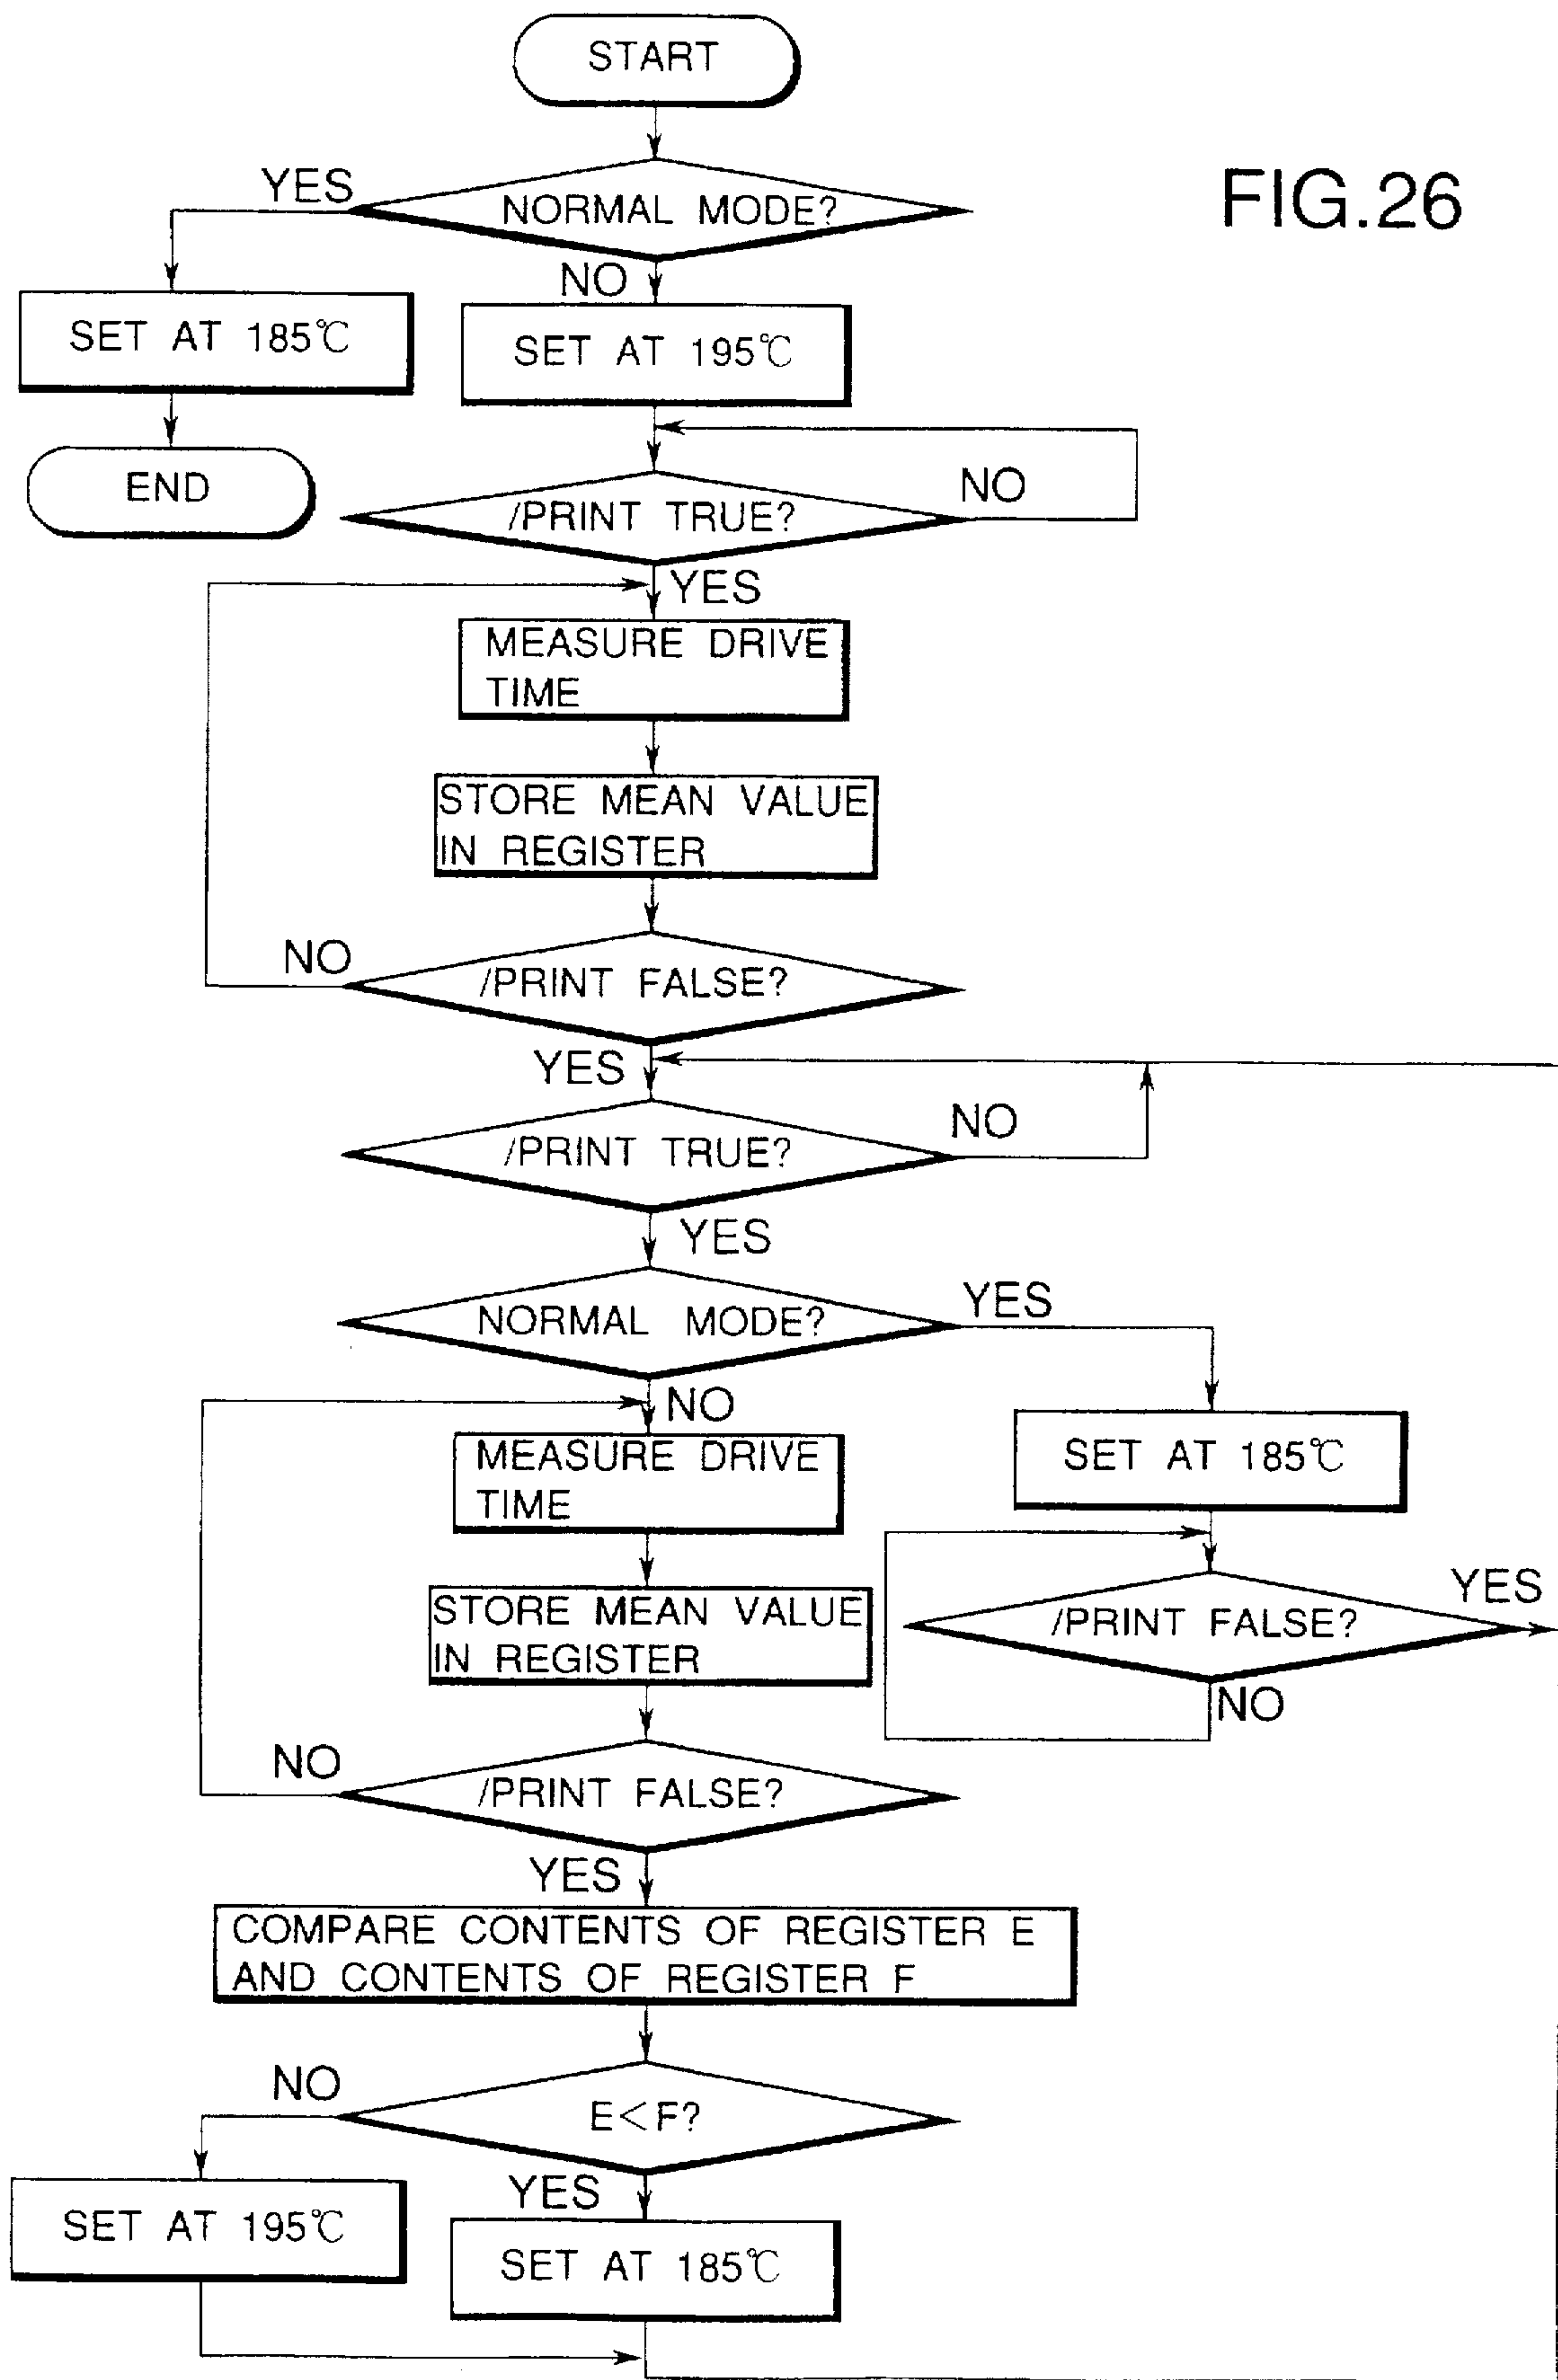 START
FIG.26
YES
NORMAL MODE?
NO
SET AT 185℃
SET AT 195℃
END
/PRINT TRUE?
NO
YES
MEASURE DRIVE
TIME
STORE MEAN VALUE
IN REGISTER
NO
/PRINT FALSE?
YES
/PRINT TRUE?
NO
YES
NORMAL MODE?
YES
NO
MEASURE DRIVE
TIME
SET AT 185℃
STORE MEAN VALUE
IN REGISTER
/PRINT FALSE?
YES
NO
NO
/PRINT FALSE?
YES
COMPARE CONTENTS OF REGISTER E
AND CONTENTS OF REGISTER F
NO
E<F?
YES
SET AT 195℃
SET AT 185℃